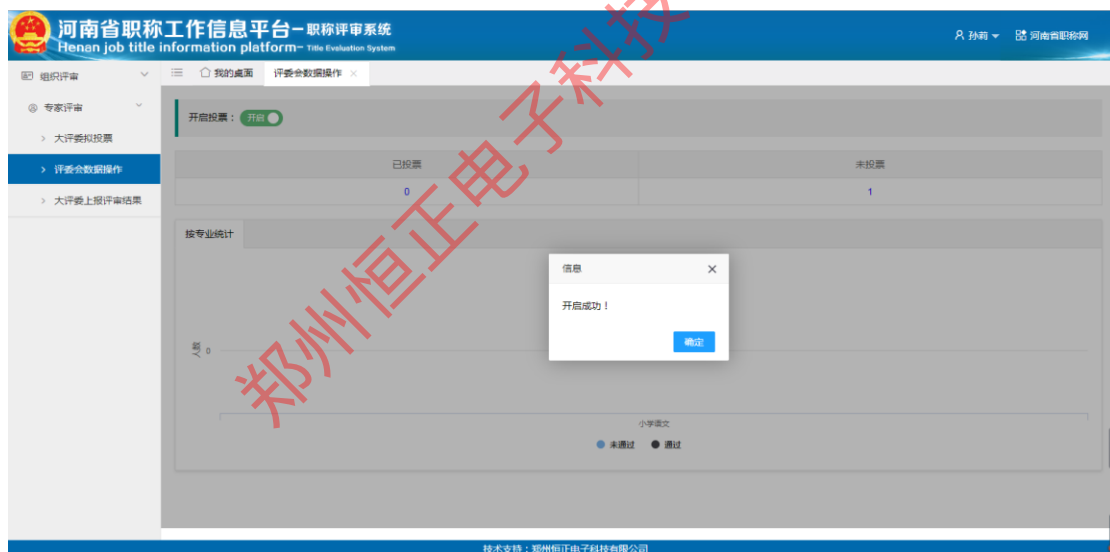 河南省职称工作信息平台-职称评审系统
Henan job title information platform- Title Evaluation System
孙莉 河南省职称网
组织评审
我的桌面 评委会数据操作
专家评审
开启投票： 开启
大评委拟投票
评委会数据操作
大评委上报评审结果
已投票 未投票
0 1
按专业统计
信息
开启成功！
确定
人数
0
小学语文
未通过 通过
技术支持：郑州恒正电子科技有限公司
郑州恒正电子科技